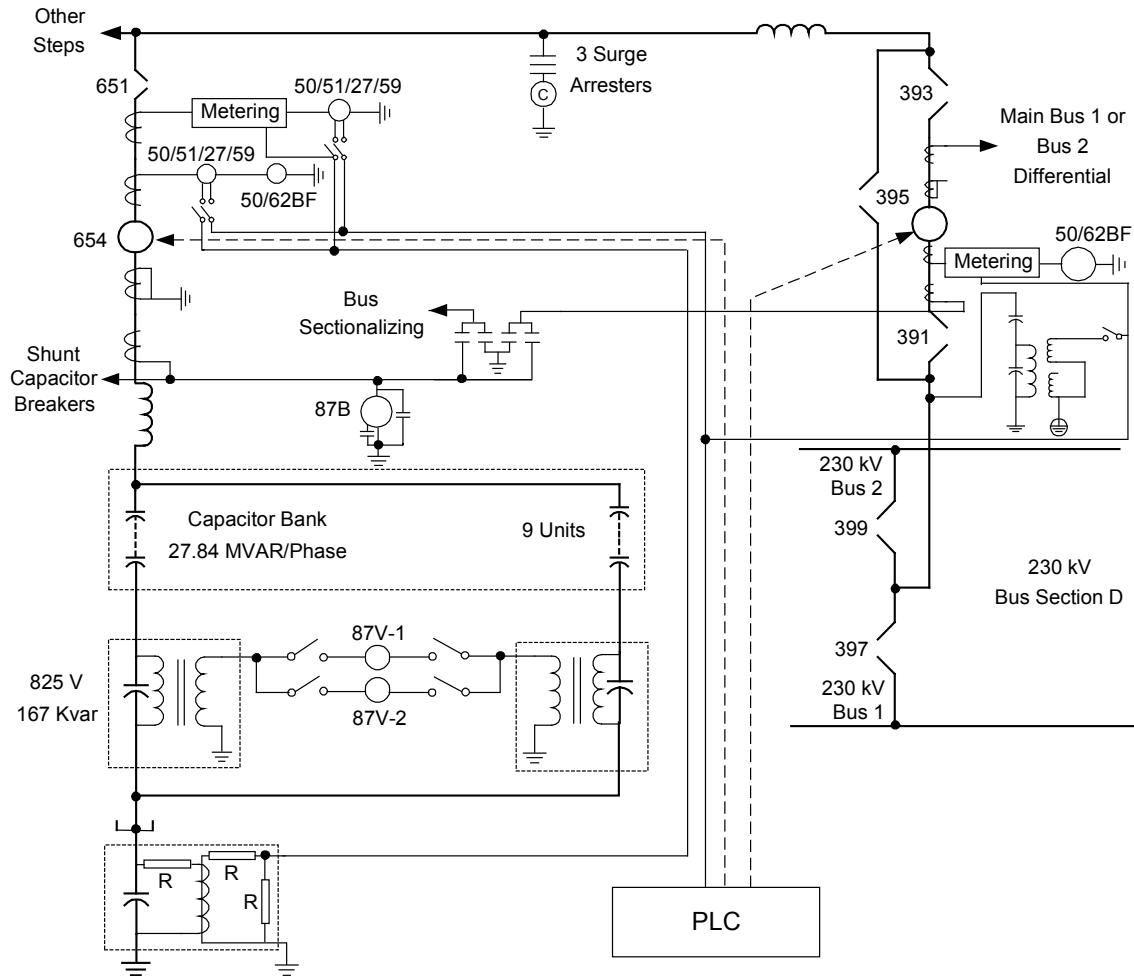 Other
Steps
651
Metering
50/51/27/59
50/51/27/59
50/62BF
654
3 Surge
Arresters
C
393
Main Bus 1 or
Bus 2
Differential
395
50/62BF
Metering
391
Bus
Sectionalizing
Shunt
Capacitor
Breakers
87B
Capacitor Bank
27.84 MVAR/Phase
9 Units
230 kV
Bus 2
399
230 kV
Bus Section D
397
230 kV
Bus 1
87V-1
87V-2
825 V
167 Kvar
R
R
R
PLC